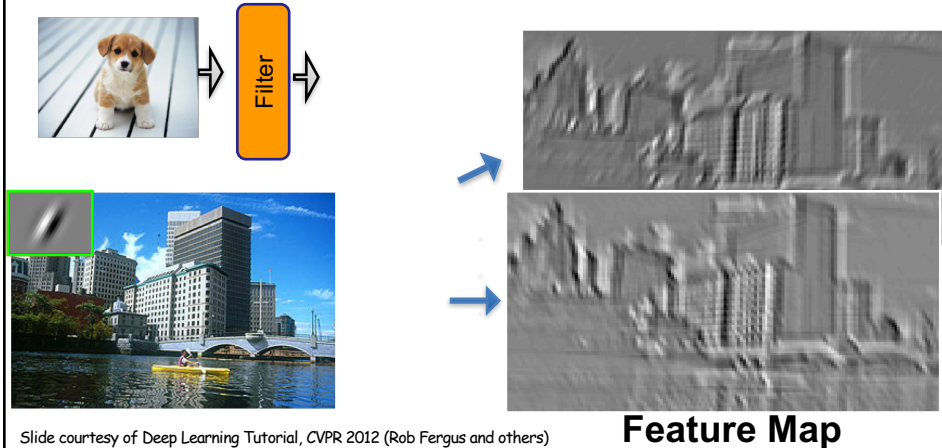 Filter
Slide courtesy of Deep Learning Tutorial, CVPR 2012 (Rob Fergus and others)
Feature Map